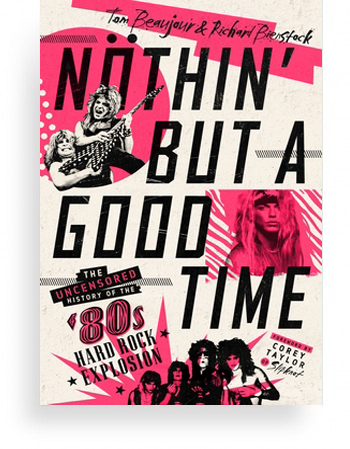 Tom Beaujour & Richard Bienstock
NÖTHIN'
BUT A
GOOD
TIME
THE
UNCENSORED
HISTORY OF THE
'80s
HARD ROCK
EXPLOSION
FOREWORD BY
COREY
TAYLOR
OF Slipknot